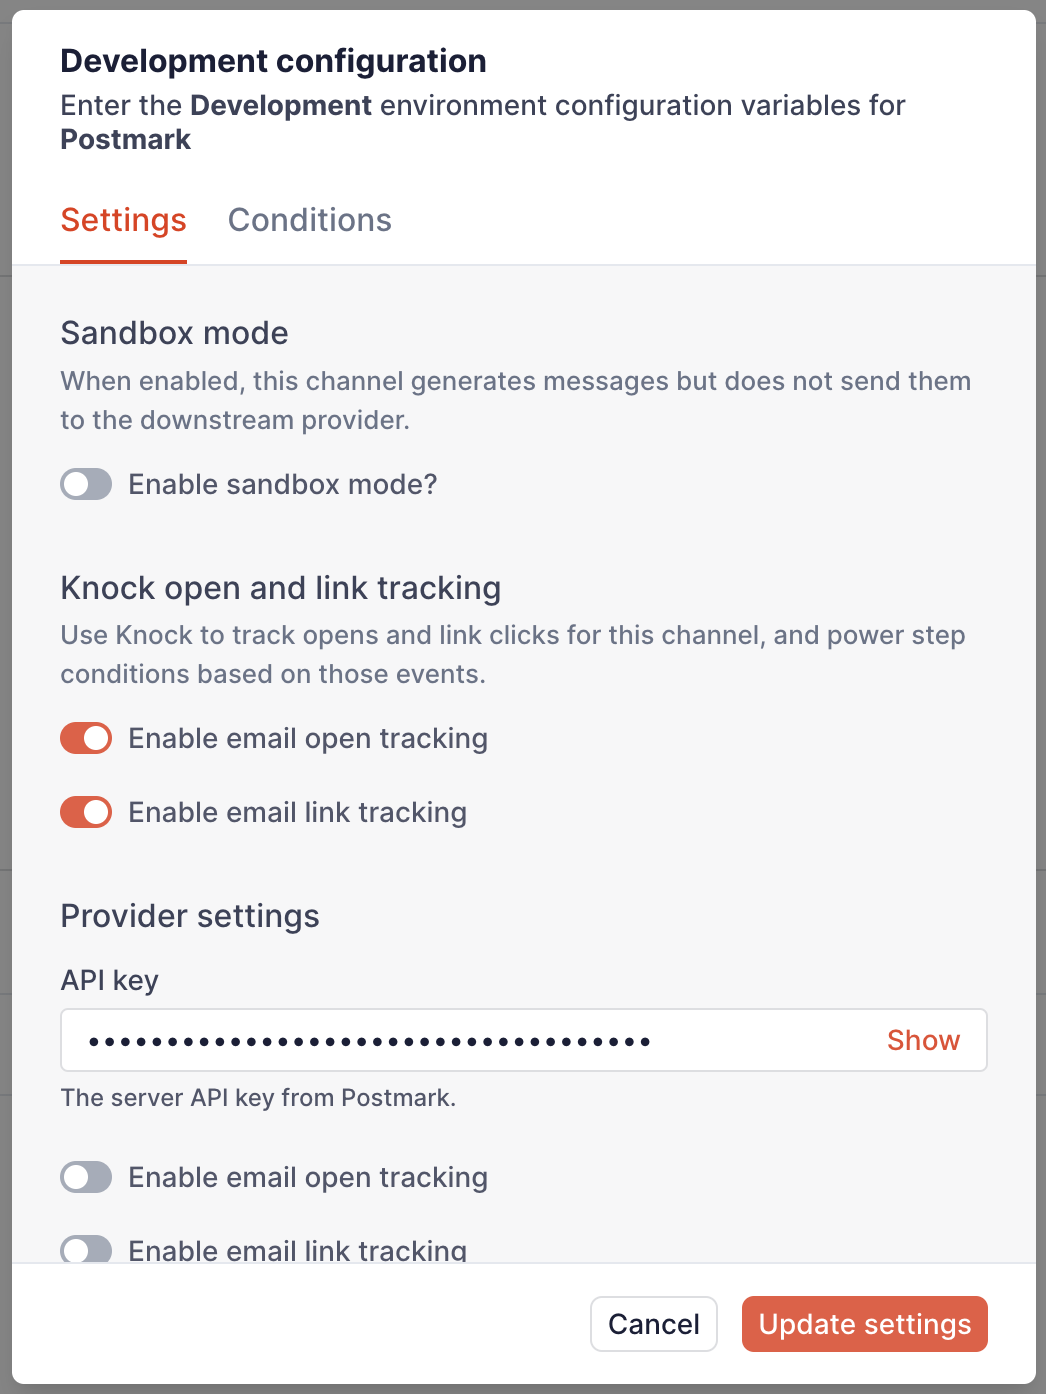 Development configuration
Enter the Development environment configuration variables for
Postmark
Settings Conditions
Sandbox mode
When enabled, this channel generates messages but does not send them
to the downstream provider.
Enable sandbox mode?
Knock open and link tracking
Use Knock to track opens and link clicks for this channel, and power step
conditions based on those events.
Enable email open tracking
Enable email link tracking
Provider settings
API key
•••••••••••••••••••••••••••••••••••• Show
The server API key from Postmark.
Enable email open tracking
Enable email link tracking
Cancel Update settings